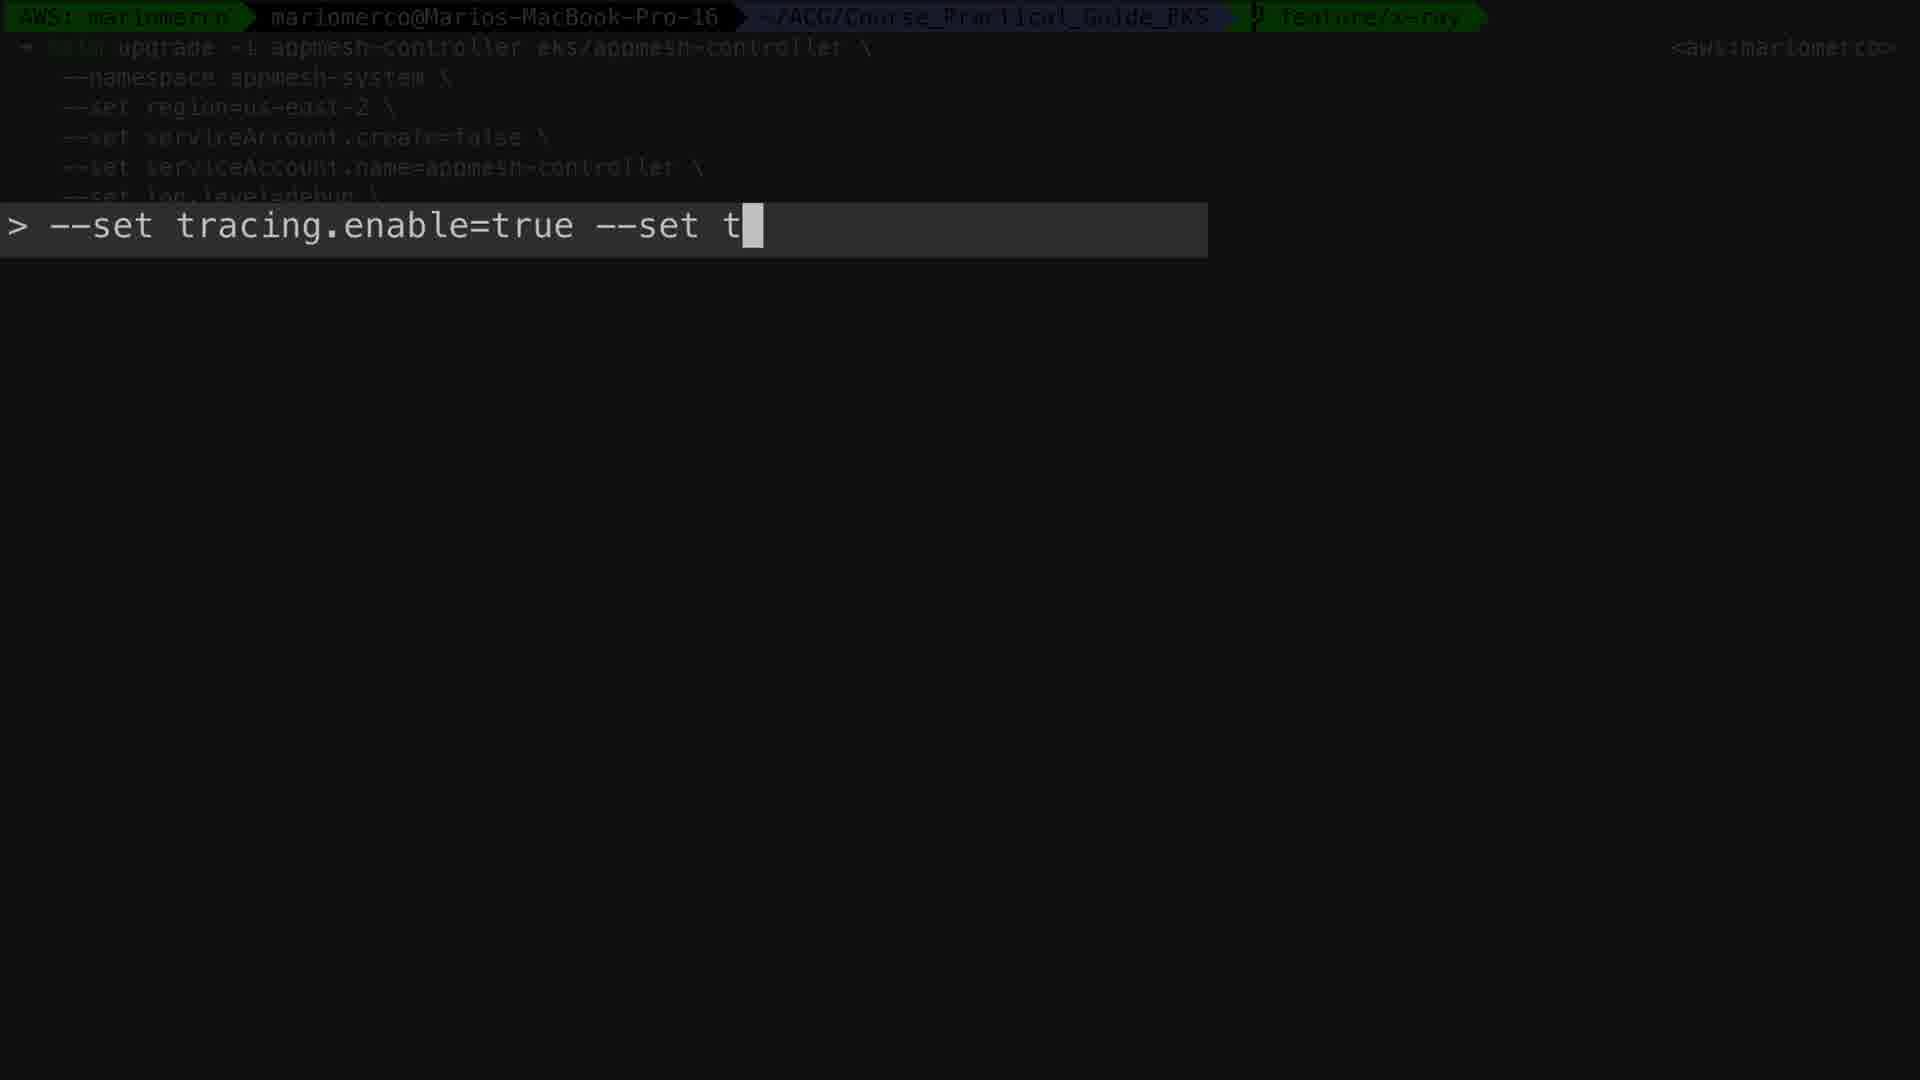 AWS: mariomerco mariomerco@Marios-MacBook-Pro-16 ~/ACG/Course_Practical_Guide_EKS feature/x-ray
➜ helm upgrade -i appmesh-controller eks/appmesh-controller \ <aws:mariomerco>
--namespace appmesh-system \
--set region=us-east-2 \
--set serviceAccount.create=false \
--set serviceAccount.name=appmesh-controller \
--set log.level=debug \
> --set tracing.enable=true --set t